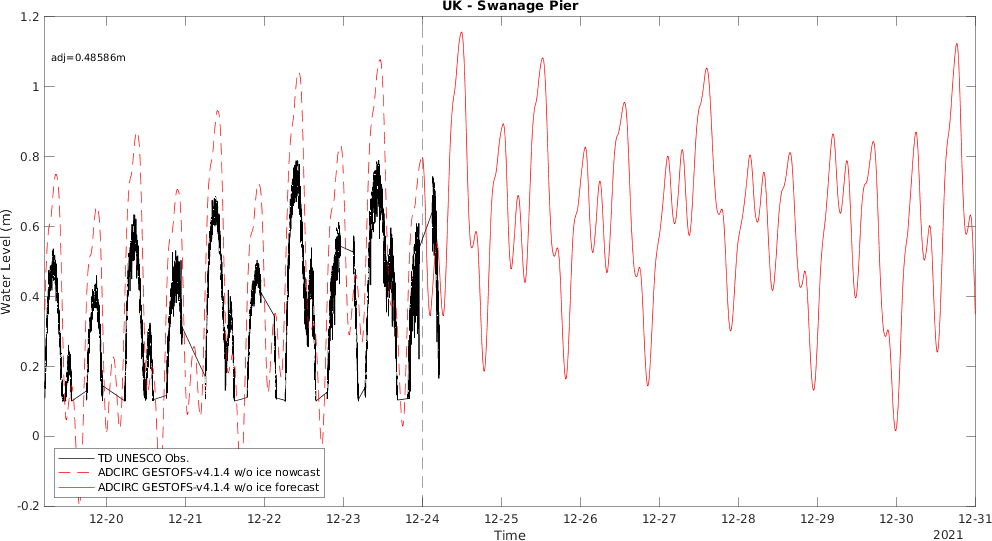 UK - Swanage Pier
1.2
adj=0.48586m
1
0.8
0.6
0.4
0.2
0
-0.2
Water Level (m)
TD UNESCO Obs.
ADCIRC GESTOFS-v4.1.4 w/o ice nowcast
ADCIRC GESTOFS-v4.1.4 w/o ice forecast
12-20 12-21 12-22 12-23 12-24 12-25 12-26 12-27 12-28 12-29 12-30 12-31
Time
2021